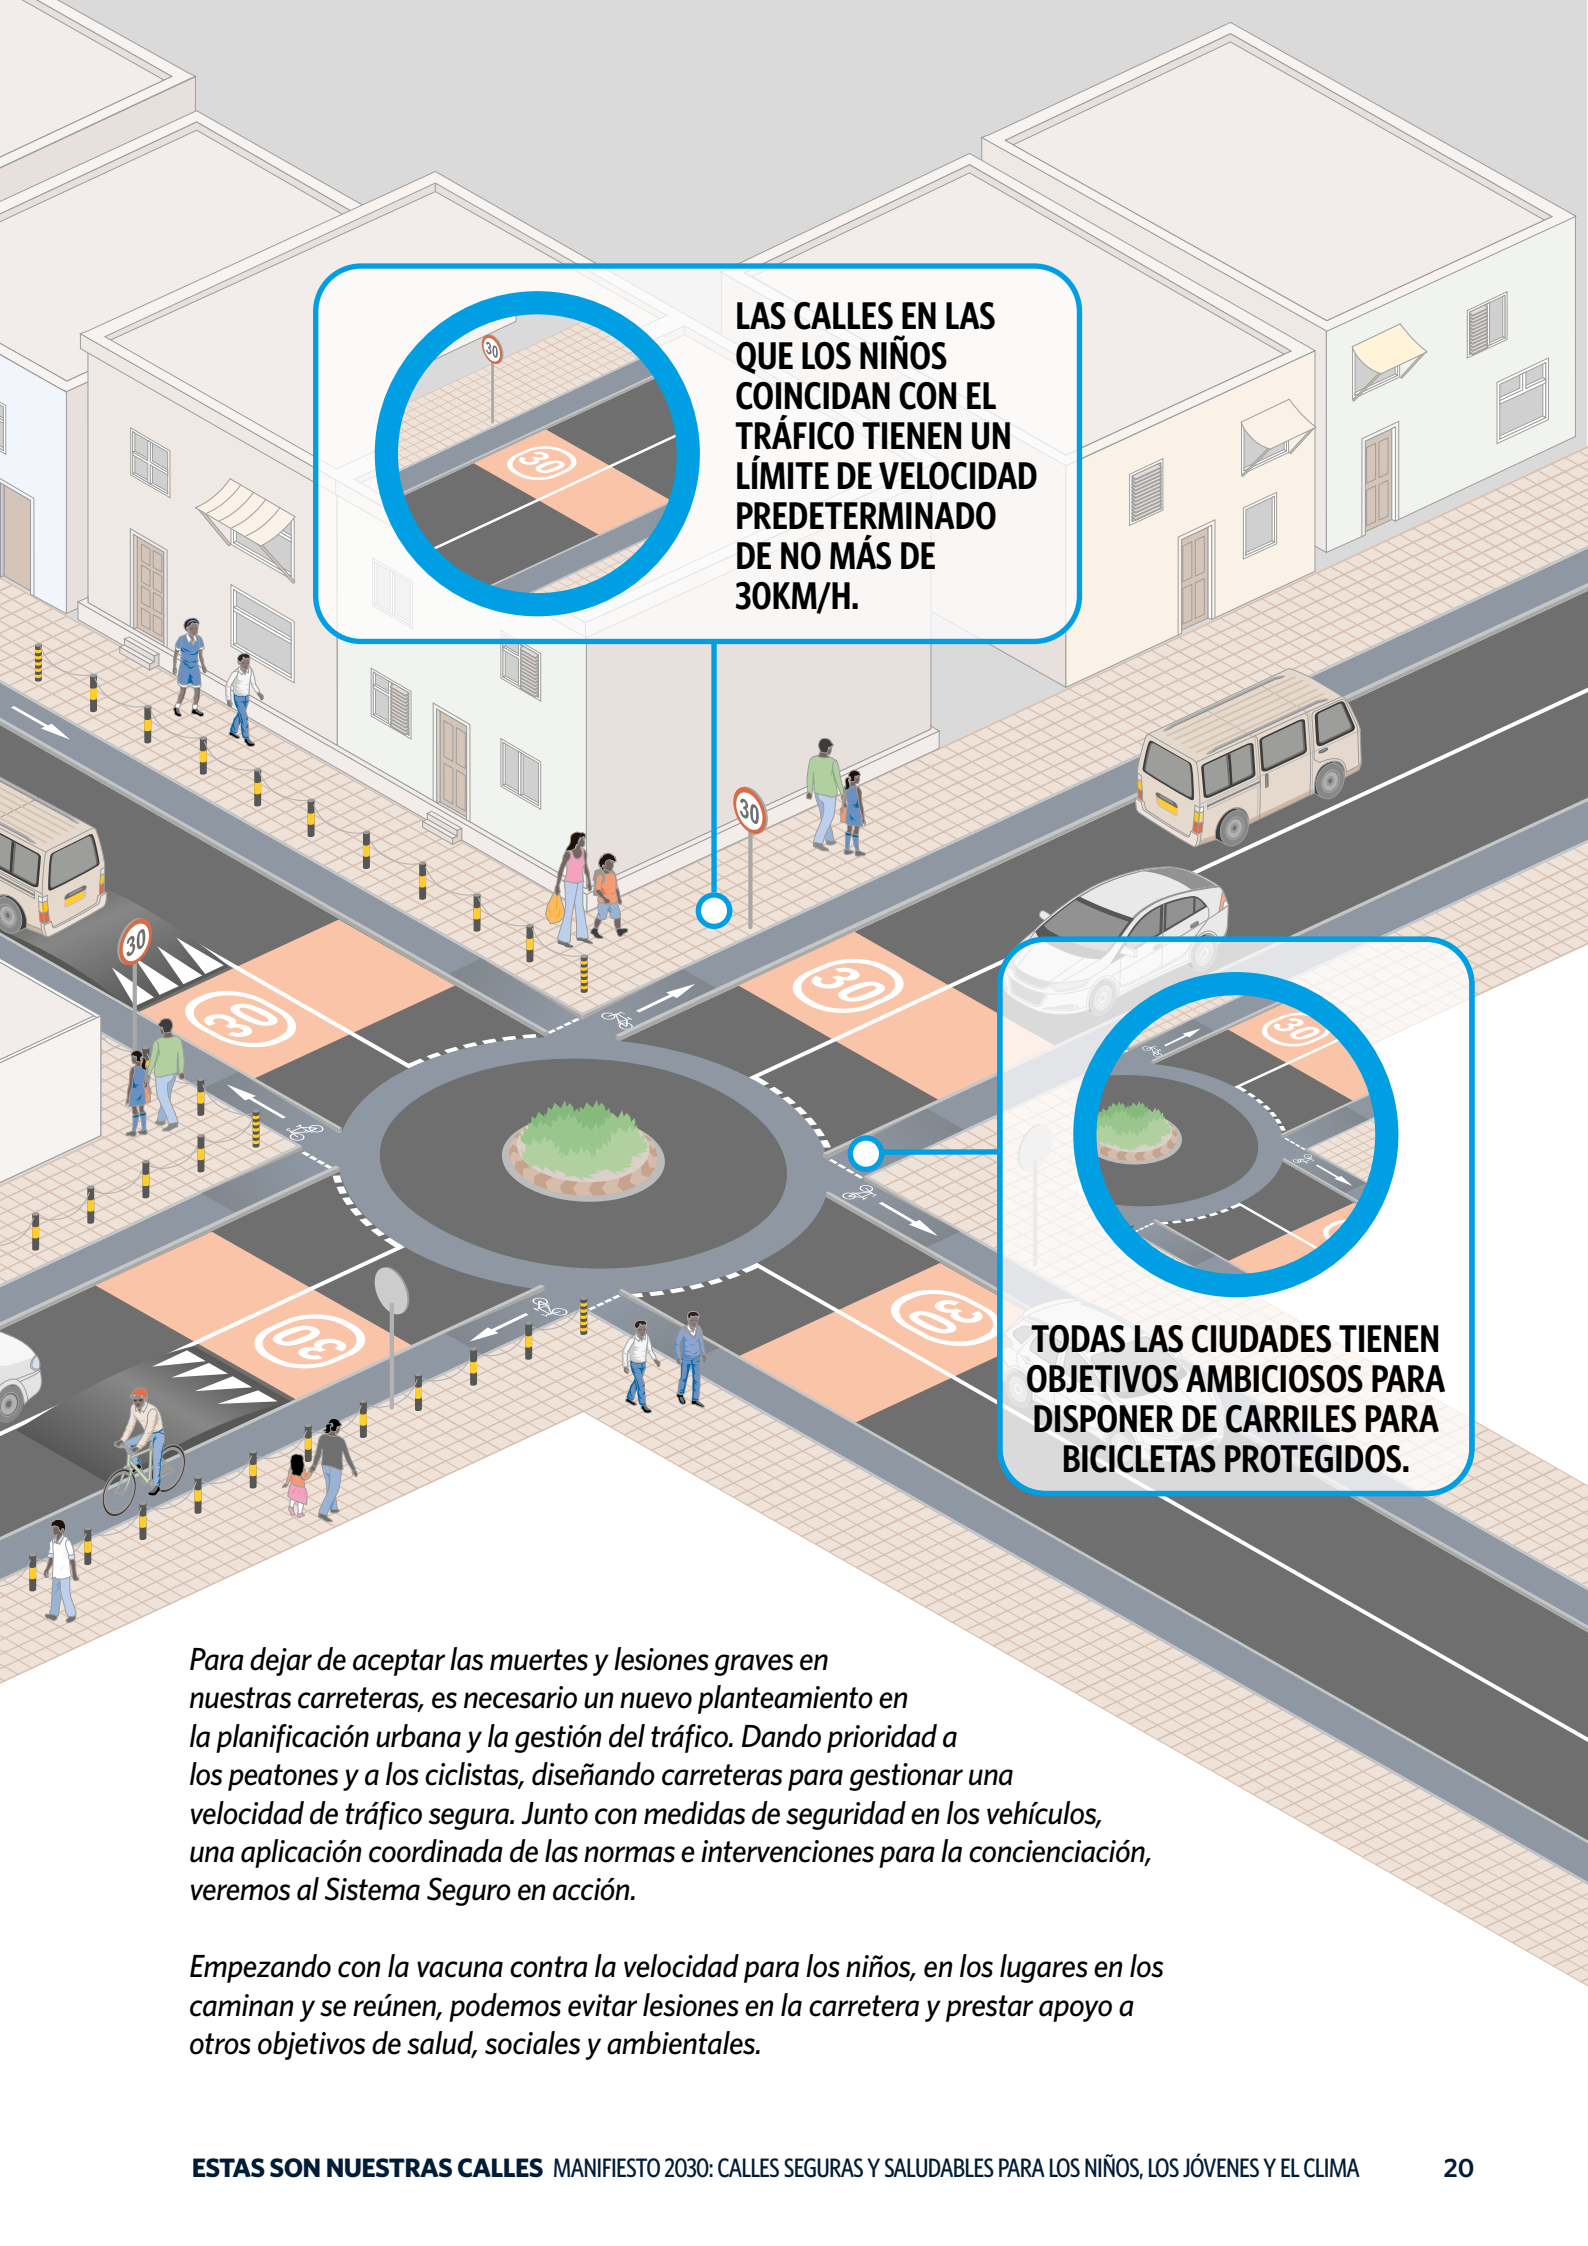 LAS CALLES EN LAS
QUE LOS NIÑOS
COINCIDAN CON EL
TRÁFICO TIENEN UN
LÍMITE DE VELOCIDAD
PREDETERMINADO
DE NO MÁS DE
30KM/H.
30
30
30
30
30
30
30
30
30
30
TODAS LAS CIUDADES TIENEN
OBJETIVOS AMBICIOSOS PARA
DISPONER DE CARRILES PARA
BICICLETAS PROTEGIDOS.
Para dejar de aceptar las muertes y lesiones graves en
nuestras carreteras, es necesario un nuevo planteamiento en
la planificación urbana y la gestión del tráfico. Dando prioridad a
los peatones y a los ciclistas, diseñando carreteras para gestionar una
velocidad de tráfico segura. Junto con medidas de seguridad en los vehículos,
una aplicación coordinada de las normas e intervenciones para la concienciación,
veremos al Sistema Seguro en acción.
Empezando con la vacuna contra la velocidad para los niños, en los lugares en los
caminan y se reúnen, podemos evitar lesiones en la carretera y prestar apoyo a
otros objetivos de salud, sociales y ambientales.
ESTAS SON NUESTRAS CALLES MANIFIESTO 2030: CALLES SEGURAS Y SALUDABLES PARA LOS NIÑOS, LOS JÓVENES Y EL CLIMA 20